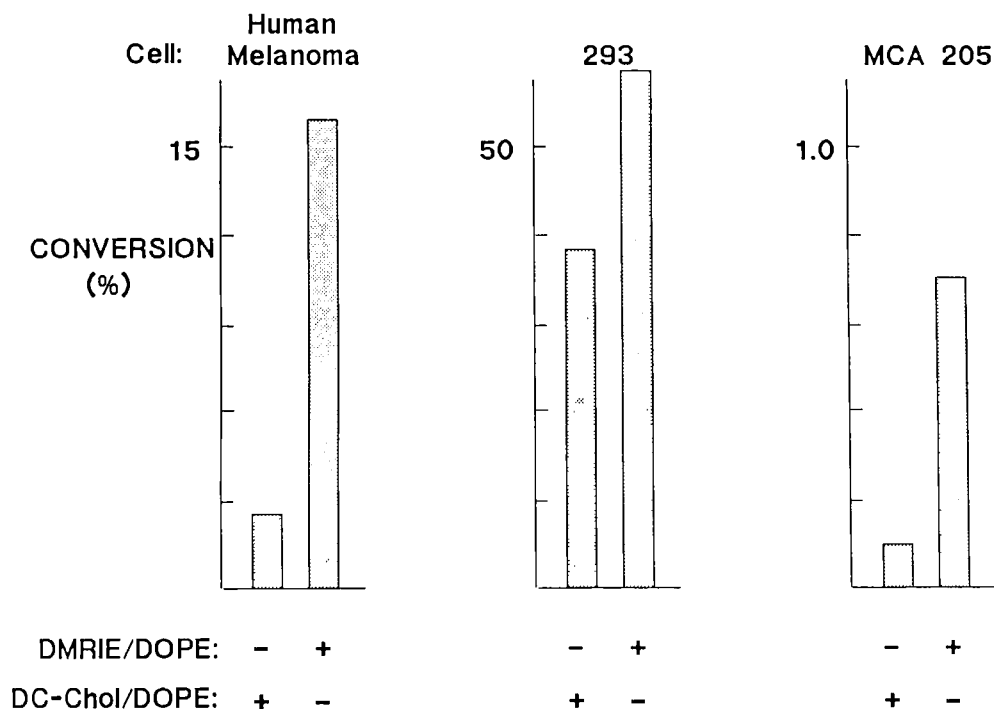 Human
Cell: Melanoma 293 MCA 205
15 50 1.0
CONVERSION
(%)
DMRIE/DOPE: - + - + - +
DC-Chol/DOPE: + - + - + -